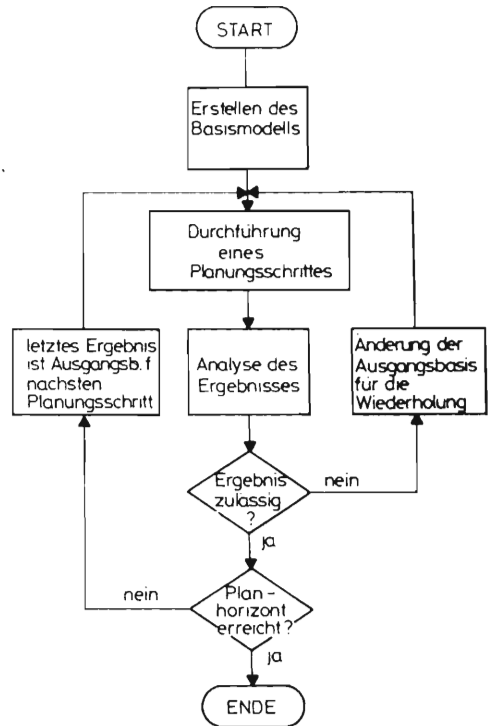 START
Erstellen des
Basismodells
Durchführung
eines
Planungsschrittes
letztes Ergebnis
ist Ausgangsb. f
nächsten
Planungsschritt
Analyse des
Ergebnisses
Änderung der
Ausgangsbasis
für die
Wiederholung
Ergebnis
zulässig
?
nein
ja
nein
Plan-
horizont
erreicht?
ja
ENDE